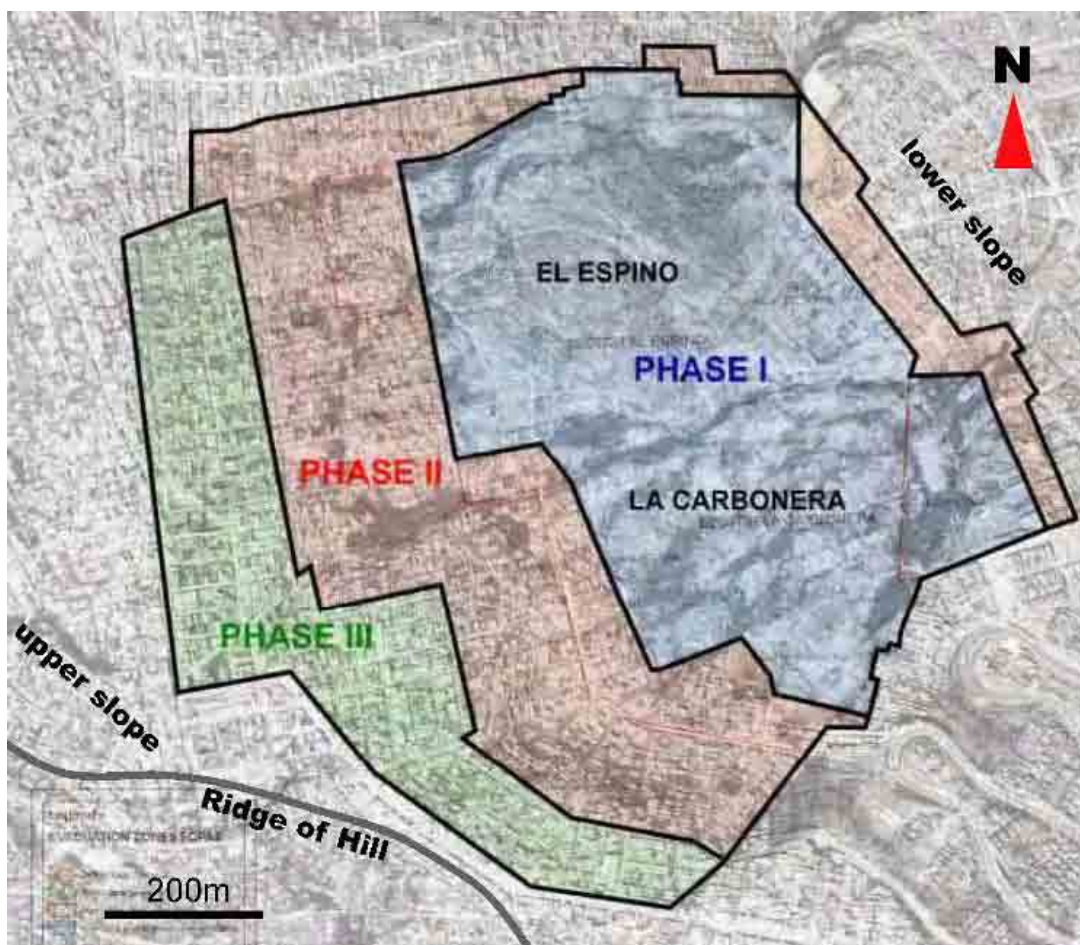 N
lower slope
EL ESPINO
PHASE I
PHASE II
LA CARBONERA
PHASE III
upper slope
Ridge of Hill
200m